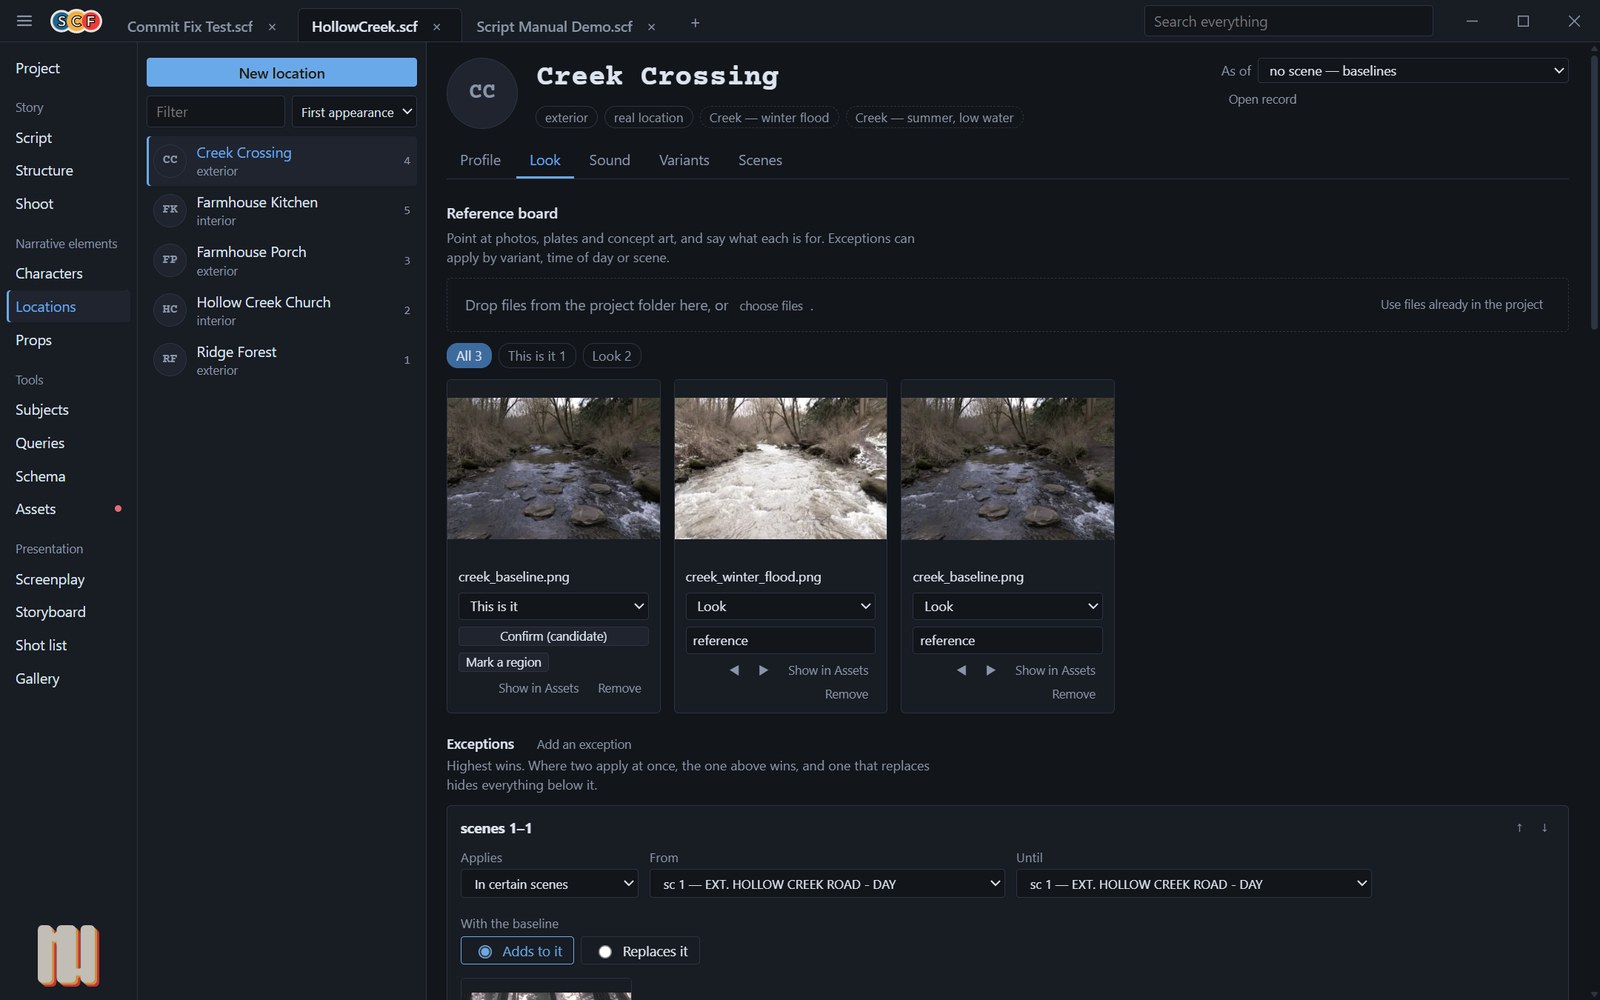 SCF
Commit Fix Test.scf ×
HollowCreek.scf ×
Script Manual Demo.scf ×
+
Search everything
Project
Story
Script
Structure
Shoot
Narrative elements
Characters
Locations
Props
Tools
Subjects
Queries
Schema
Assets
Presentation
Screenplay
Storyboard
Shot list
Gallery
New location
Filter
First appearance
CC
Creek Crossing
exterior
4
FK
Farmhouse Kitchen
interior
5
FP
Farmhouse Porch
exterior
3
HC
Hollow Creek Church
interior
2
RF
Ridge Forest
exterior
1
CC
Creek Crossing
exterior
real location
Creek — winter flood
Creek — summer, low water
As of
no scene — baselines
Open record
Profile
Look
Sound
Variants
Scenes
Reference board
Point at photos, plates and concept art, and say what each is for. Exceptions can
apply by variant, time of day or scene.
Drop files from the project folder here, or choose files .
Use files already in the project
All 3
This is it 1
Look 2
creek_baseline.png
This is it
Confirm (candidate)
Mark a region
Show in Assets
Remove
creek_winter_flood.png
Look
reference
◀ ▶ Show in Assets
Remove
creek_baseline.png
Look
reference
◀ ▶ Show in Assets
Remove
Exceptions
Add an exception
Highest wins. Where two apply at once, the one above wins, and one that replaces
hides everything below it.
scenes 1–1
↑ ↓
Applies
In certain scenes
From
sc 1 — EXT. HOLLOW CREEK ROAD - DAY
Until
sc 1 — EXT. HOLLOW CREEK ROAD - DAY
With the baseline
Adds to it
Replaces it